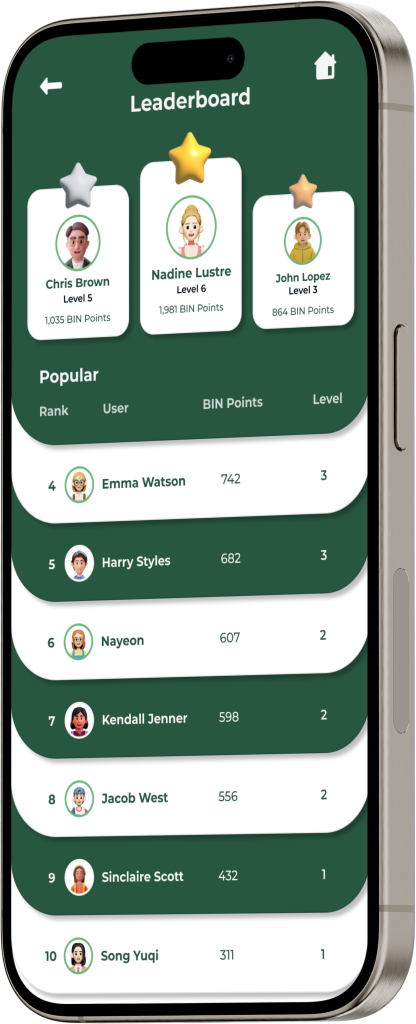 Leaderboard
Chris Brown
Level 5
1,035 BIN Points
Nadine Lustre
Level 6
1,981 BIN Points
John Lopez
Level 3
864 BIN Points
Popular
Rank User BIN Points Level
4 Emma Watson 742 3
5 Harry Styles 682 3
6 Nayeon 607 2
7 Kendall Jenner 598 2
8 Jacob West 556 2
9 Sinclaire Scott 432 1
10 Song Yuqi 311 1